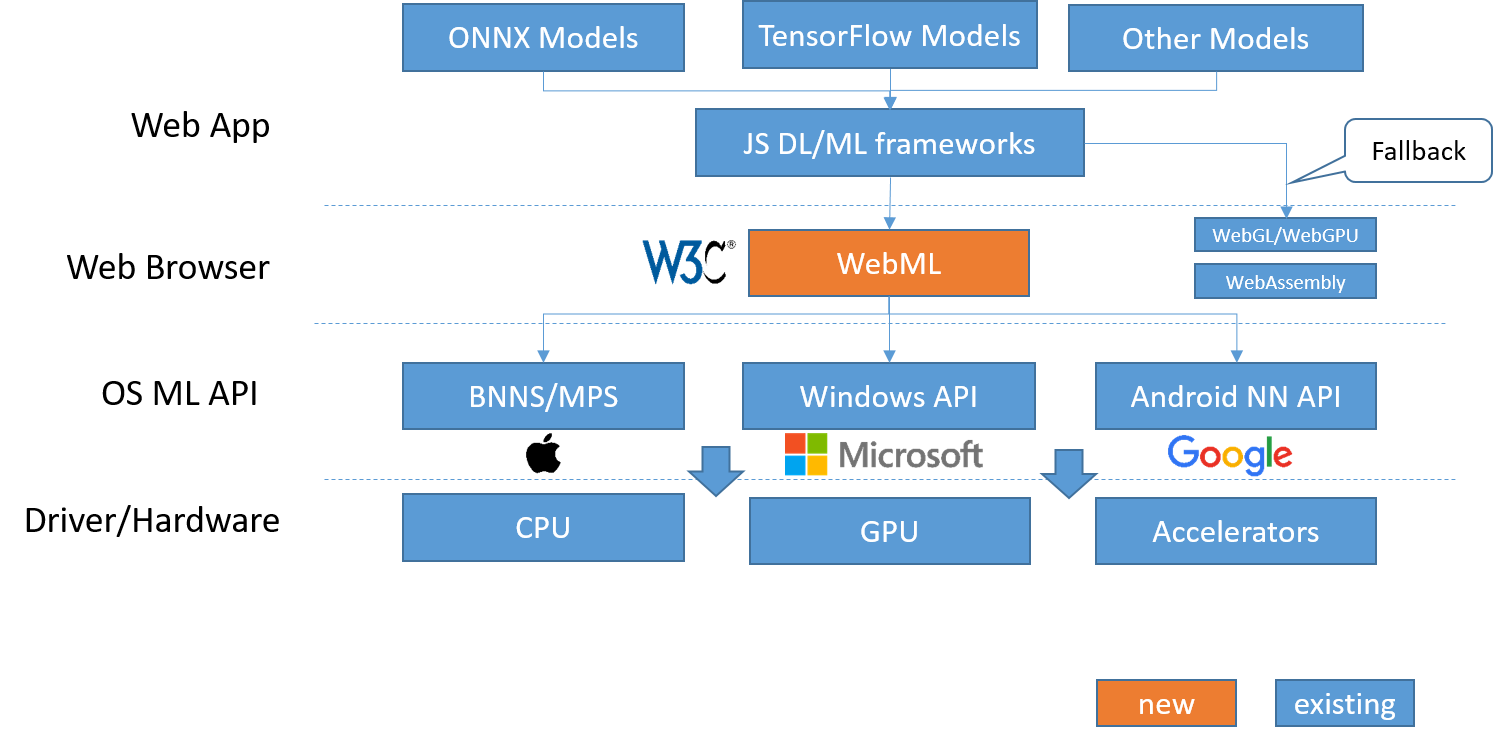 ONNX Models
TensorFlow Models
Other Models
Web App
JS DL/ML frameworks
Fallback
Web Browser
W3C®
WebML
WebGL/WebGPU
WebAssembly
OS ML API
BNNS/MPS
Windows API
Android NN API
Microsoft
Google
Driver/Hardware
CPU
GPU
Accelerators
new
existing